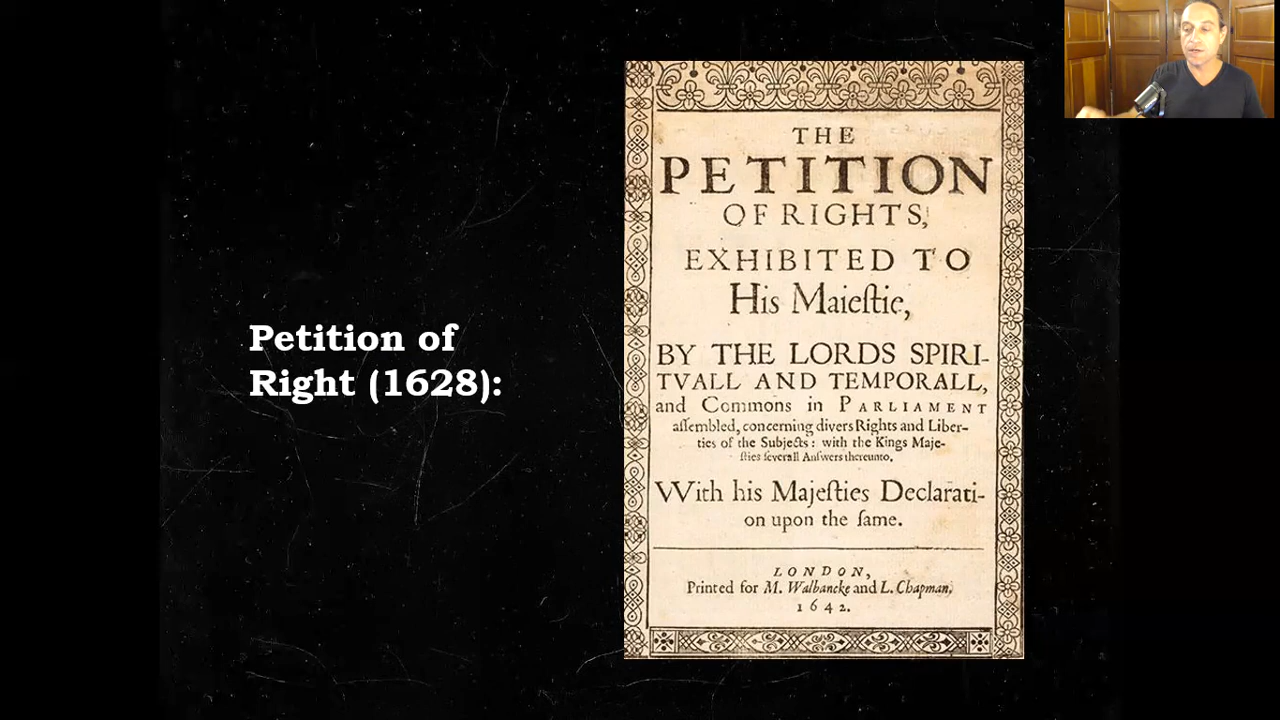 Petition of
Right (1628):
THE
PETITION
OF RIGHTS,
EXHIBITED TO
His Maieſtie,
BY THE LORDS SPIRI-
TVALL AND TEMPORALL,
and Commons in PARLIAMENT
aſſembled, concerning divers Rights and Liber-
ties of the Subjects: with the Kings Maje-
ſties ſeverall Anſwers thereunto.
With his Majeſties Declarati-
on upon the ſame.
LONDON,
Printed for M. Walbancke and L. Chapman,
1642.